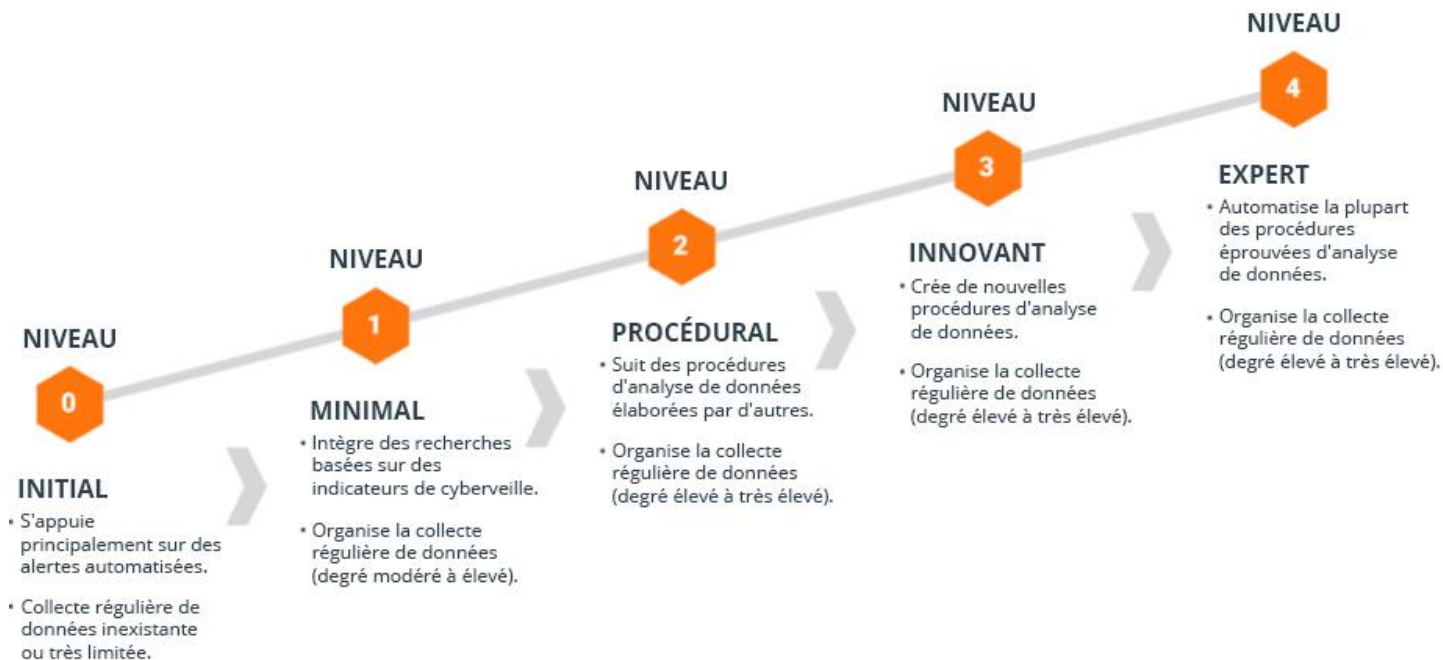 NIVEAU
0
INITIAL
• S'appuie
principalement sur des
alertes automatisées.
• Collecte régulière de
données inexistante
ou très limitée.
NIVEAU
1
MINIMAL
• Intègre des recherches
basées sur des
indicateurs de cyberveille.
• Organise la collecte
régulière de données
(degré modéré à élevé).
NIVEAU
2
PROCÉDURAL
• Suit des procédures
d'analyse de données
élaborées par d'autres.
• Organise la collecte
régulière de données
(degré élevé à très élevé).
NIVEAU
3
INNOVANT
• Crée de nouvelles
procédures d'analyse
de données.
• Organise la collecte
régulière de données
(degré élevé à très élevé).
NIVEAU
4
EXPERT
• Automatise la plupart
des procédures
éprouvées d'analyse
de données.
• Organise la collecte
régulière de données
(degré élevé à très élevé).